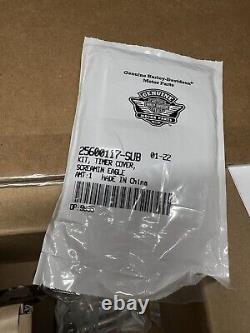 Genuine Harley-Davidson®
Motor Parts
GENUINE
25600117-SUB 01-22
KIT, TIMER COVER,
SCREAMIN EAGLE
AMT:1 MADE IN China